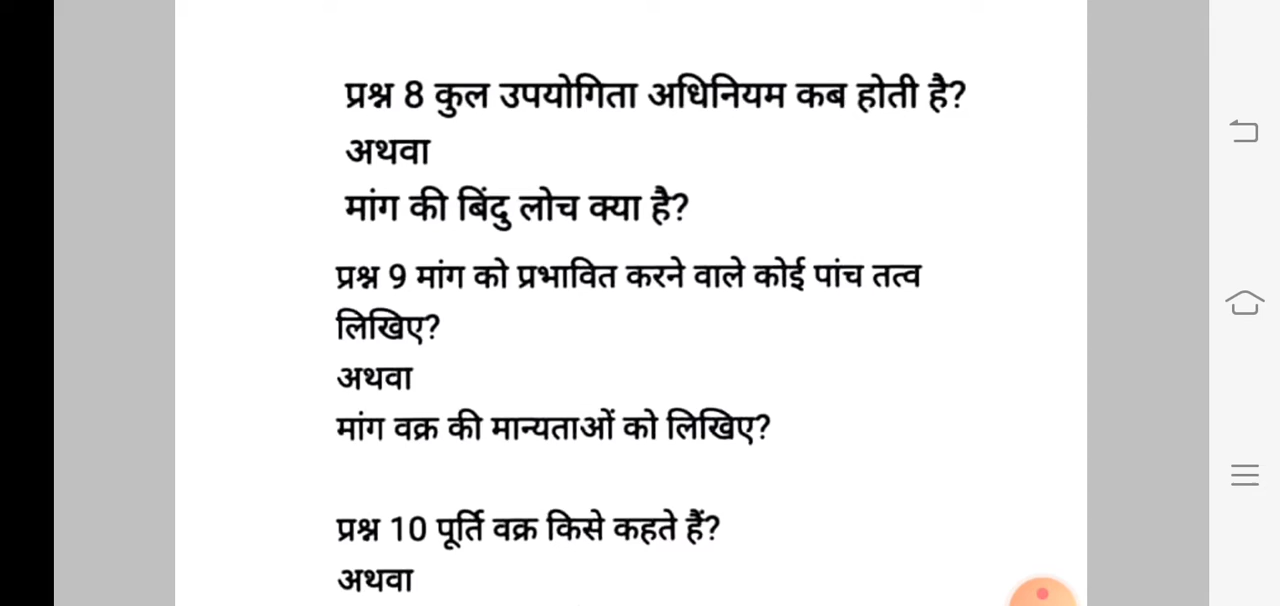 प्रश्न 8 कुल उपयोगिता अधिनियम कब होती है?
अथवा
मांग की बिंदु लोच क्या है?
प्रश्न 9 मांग को प्रभावित करने वाले कोई पांच तत्व
लिखिए?
अथवा
मांग वक्र की मान्यताओं को लिखिए?
प्रश्न 10 पूर्ति वक्र किसे कहते हैं?
अथवा